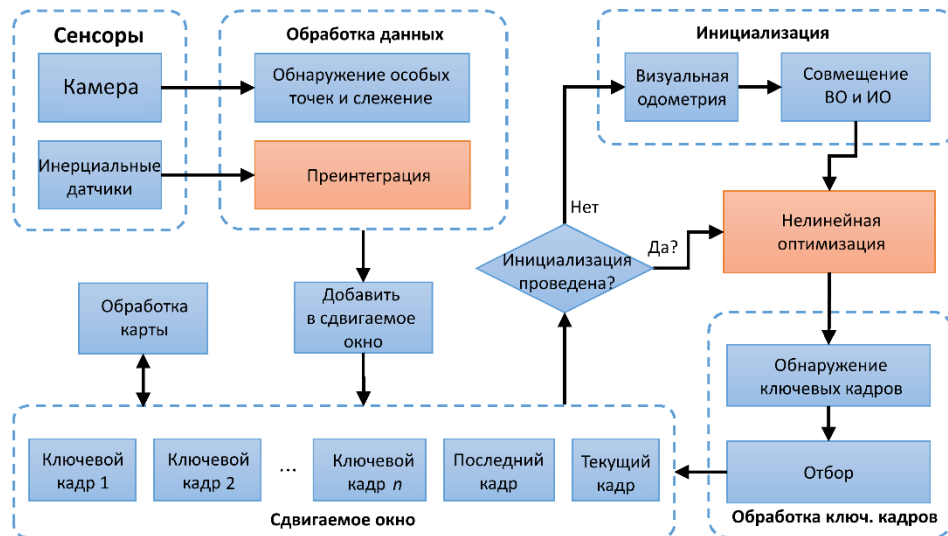 Сенсоры
Камера
Инерциальные
датчики
Обработка данных
Обнаружение особых
точек и слежение
Преинтеграция
Инициализация
Визуальная
одометрия
Совмещение
ВО и ИО
Нет
Да?
Инициализация
проведена?
Нелинейная
оптимизация
Обработка
карты
Добавить
в сдвигаемое
окно
Обнаружение
ключевых кадров
Отбор
Обработка ключ. кадров
Ключевой
кадр 1
Ключевой
кадр 2
...
Ключевой
кадр n
Последний
кадр
Текущий
кадр
Сдвигаемое окно